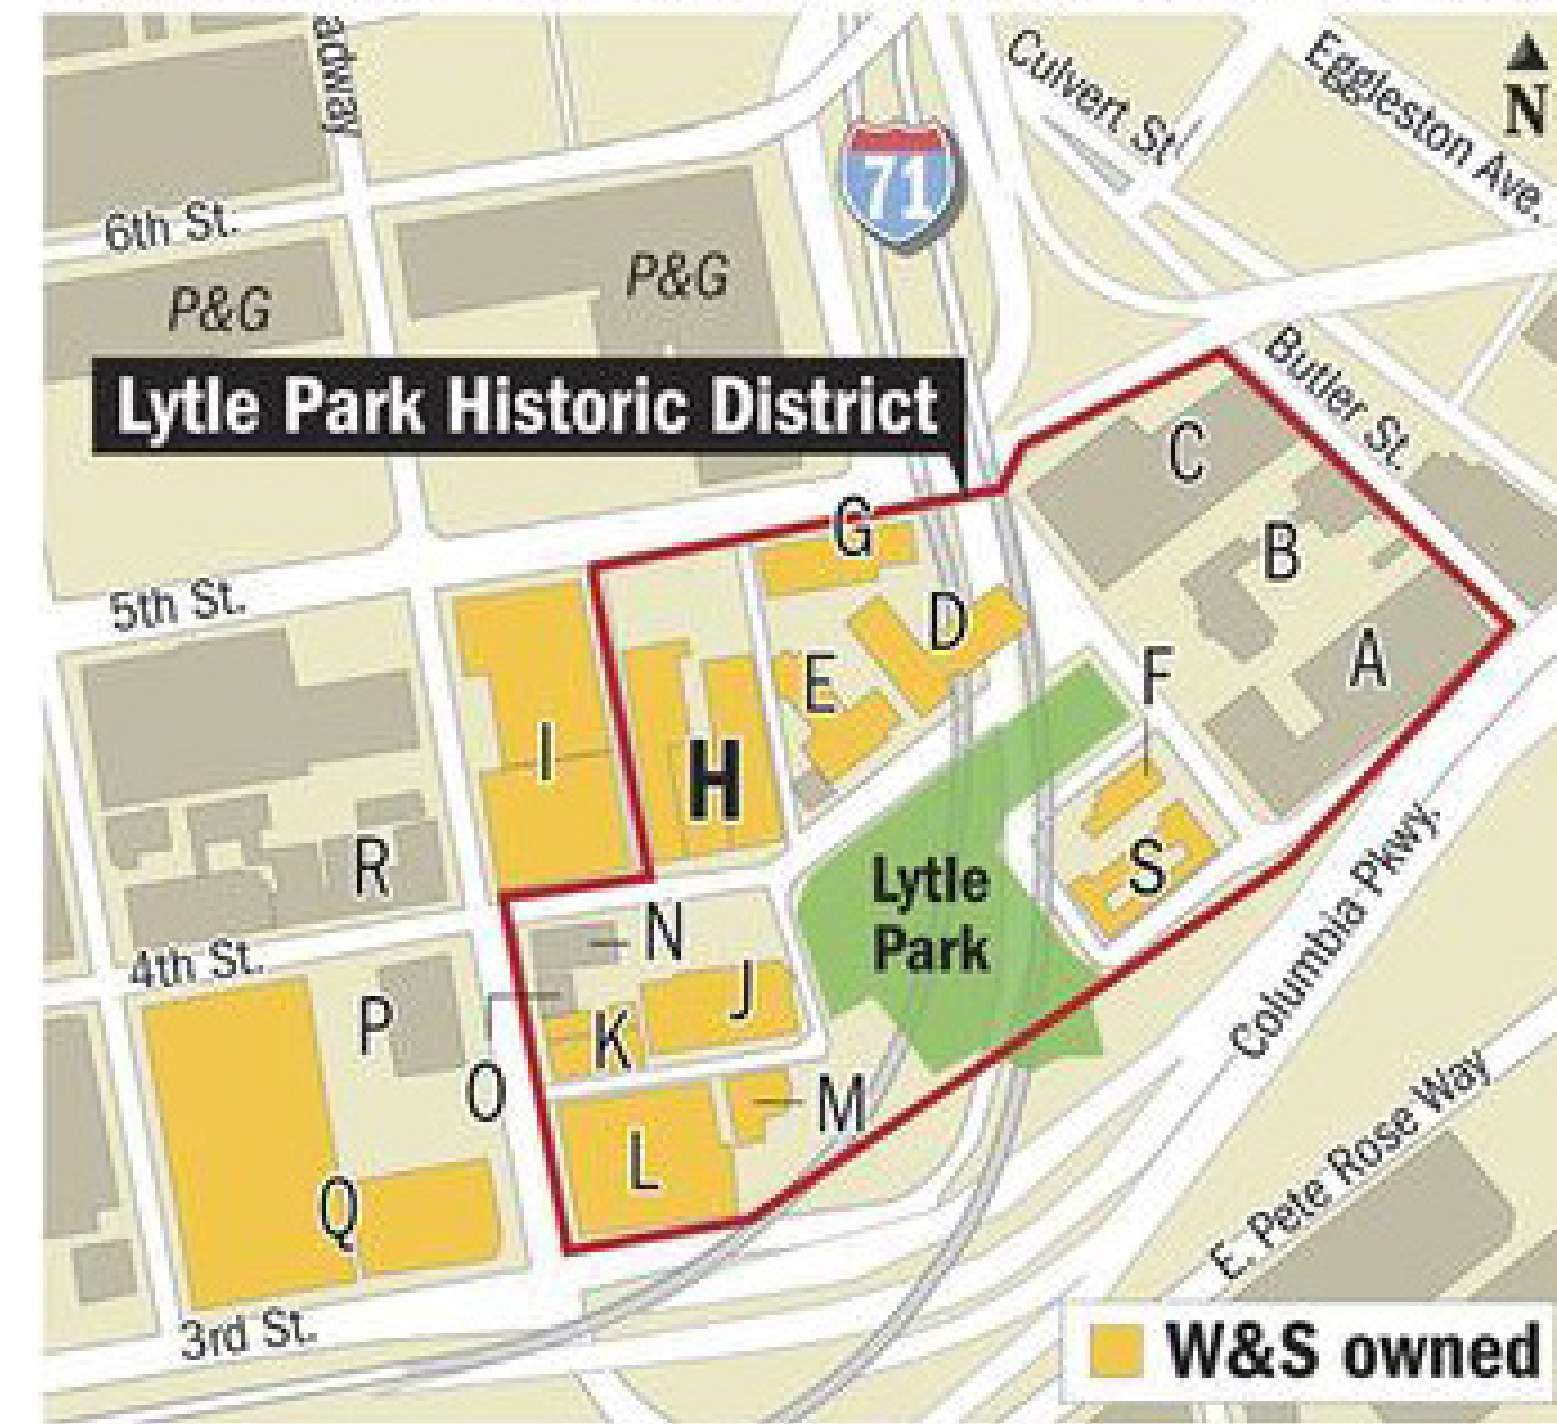 adway
Culvert St.
Eggleston Ave.
N
71
6th St.
P&G
P&G
Butler St.
Lytle Park Historic District
C
G
B
5th St.
D
A
E
F
I
H
R
S
Lytle
Park
Columbia Pkwy.
N
4th St.
J
P
K
O
M
L
Q
E. Pete Rose Way
3rd St.
W&S owned